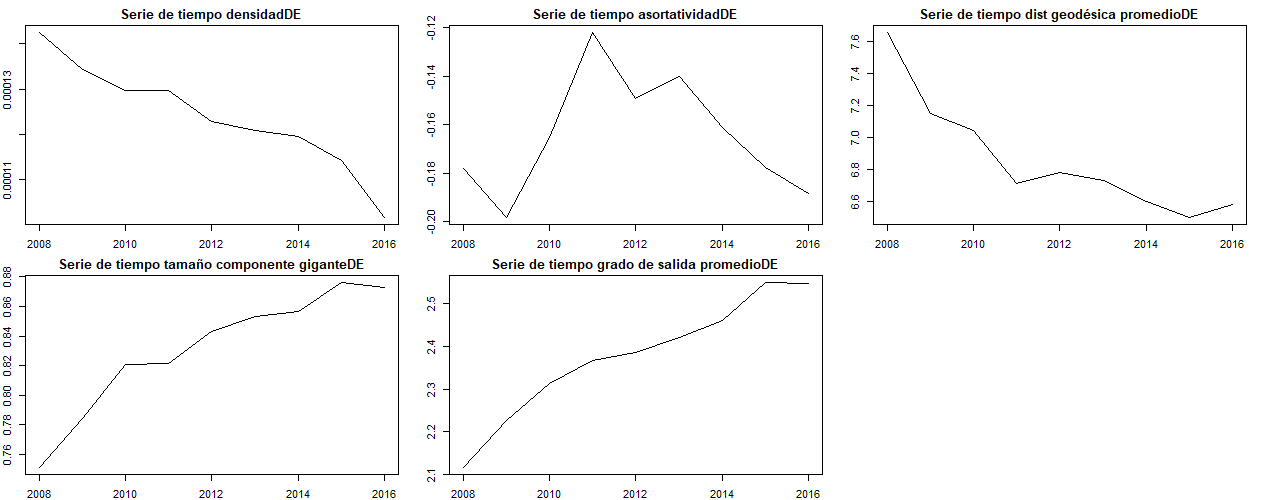 Serie de tiempo densidadDE
0.00013
0.00011
2008 2010 2012 2014 2016
Serie de tiempo asortatividadDE
-0.12
-0.14
-0.16
-0.18
-0.20
2008 2010 2012 2014 2016
Serie de tiempo dist geodésica promedioDE
7.6
7.4
7.2
7.0
6.8
6.6
2008 2010 2012 2014 2016
Serie de tiempo tamaño componente giganteDE
0.88
0.86
0.84
0.82
0.80
0.78
0.76
2008 2010 2012 2014 2016
Serie de tiempo grado de salida promedioDE
2.5
2.4
2.3
2.2
2.1
2008 2010 2012 2014 2016